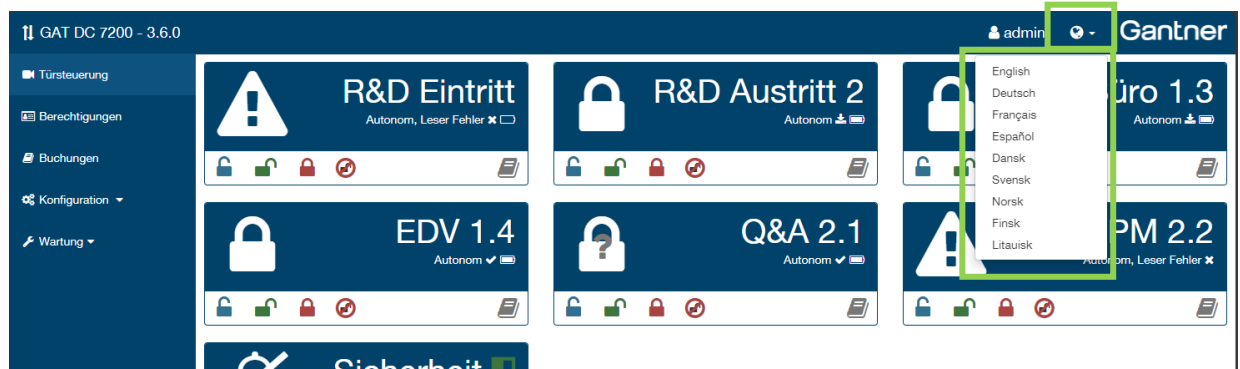 GAT DC 7200 - 3.6.0
admin
Gantner
Türsteuerung
Berechtigungen
Buchungen
Konfiguration
Wartung
R&D Eintritt
Autonom, Leser Fehler
R&D Austritt 2
Autonom
1.3
Autonom
EDV 1.4
Autonom
Q&A 2.1
Autonom
PM 2.2
Autonom, Leser Fehler
Sicherheit
English
Deutsch
Français
Español
Dansk
Svensk
Norsk
Finsk
Litauisk